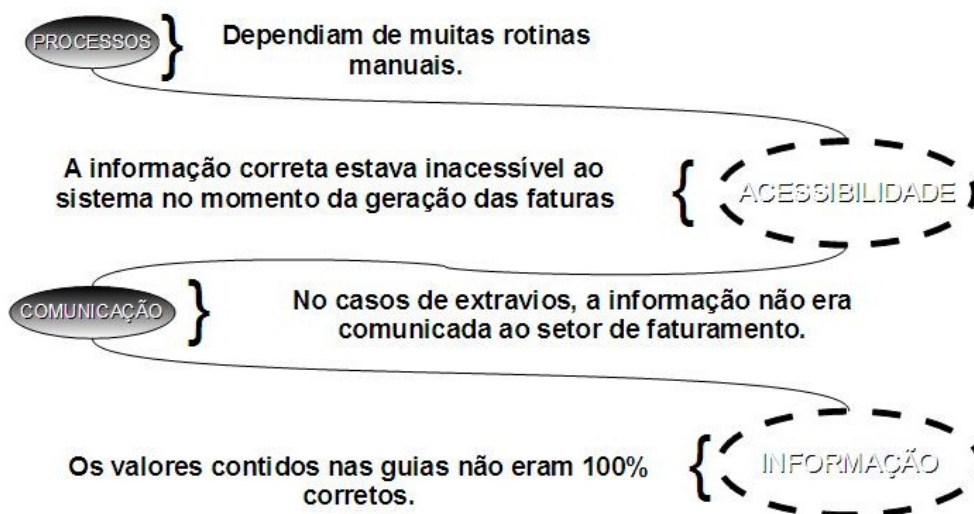 PROCESSOS
Dependiam de muitas rotinas
manuais.
A informação correta estava inacessível ao
sistema no momento da geração das faturas
ACESSIBILIDADE
COMUNICAÇÃO
No casos de extravios, a informação não era
comunicada ao setor de faturamento.
Os valores contidos nas guias não eram 100%
corretos.
INFORMAÇÃO